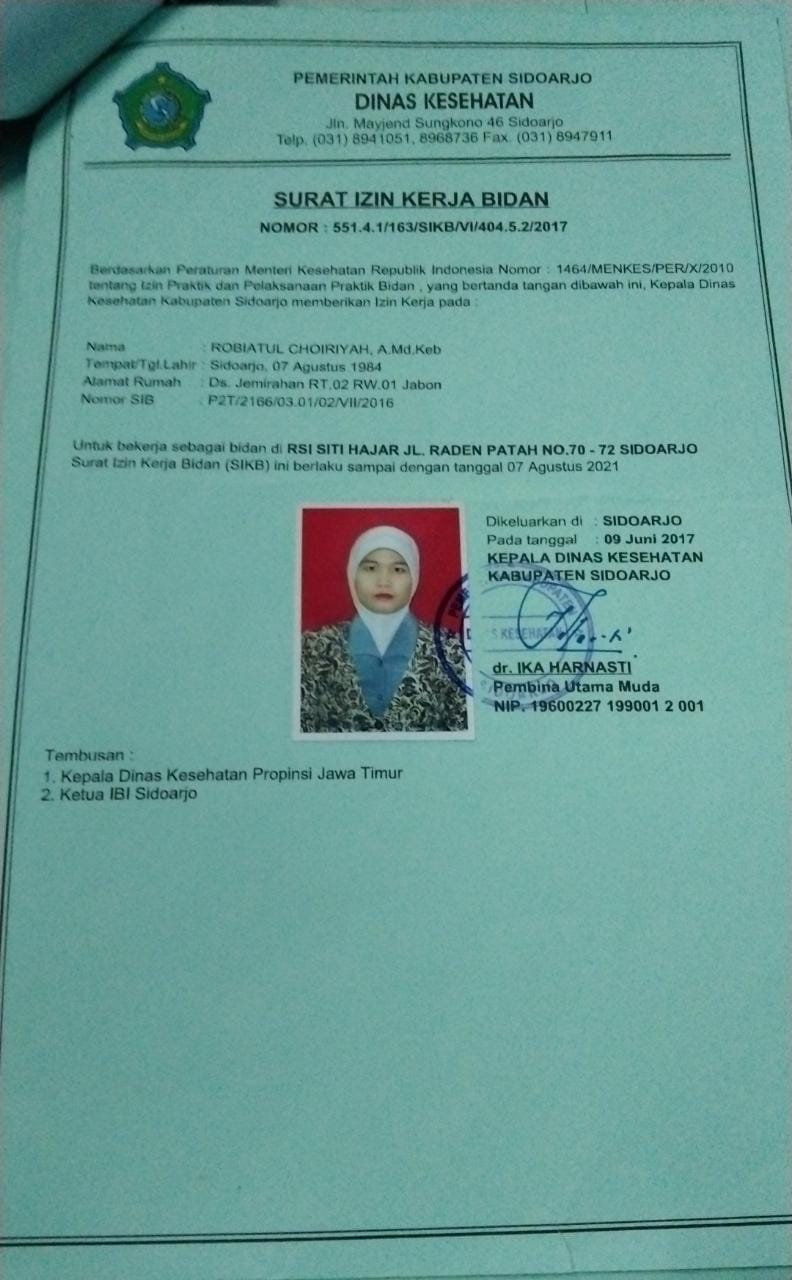 PEMERINTAH KABUPATEN SIDOARJO
DINAS KESEHATAN
Jln. Mayjend Sungkono 46 Sidoarjo
Telp. (031) 8941051, 8968736 Fax. (031) 8947911
SURAT IZIN KERJA BIDAN
NOMOR : 551.4.1/163/SIKB/VI/404.5.2/2017
Berdasarkan Peraturan Menteri Kesehatan Republik Indonesia Nomor : 1464/MENKES/PER/X/2010
tentang Izin Praktik dan Pelaksanaan Praktik Bidan , yang bertanda tangan dibawah ini, Kepala Dinas
Kesehatan Kabupaten Sidoarjo memberikan Izin Kerja pada :
Nama : ROBIATUL CHOIRIYAH, A.Md.Keb
Tempat/Tgl.Lahir : Sidoarjo, 07 Agustus 1984
Alamat Rumah : Ds. Jemirahan RT.02 RW.01 Jabon
Nomor SIB : P2T/2166/03.01/02/VII/2016
Untuk bekerja sebagai bidan di RSI SITI HAJAR JL. RADEN PATAH NO.70 - 72 SIDOARJO
Surat Izin Kerja Bidan (SIKB) ini berlaku sampai dengan tanggal 07 Agustus 2021
Dikeluarkan di : SIDOARJO
Pada tanggal : 09 Juni 2017
KEPALA DINAS KESEHATAN
KABUPATEN SIDOARJO
dr. IKA HARNASTI
Pembina Utama Muda
NIP. 19600227 199001 2 001
Tembusan :
1. Kepala Dinas Kesehatan Propinsi Jawa Timur
2. Ketua IBI Sidoarjo